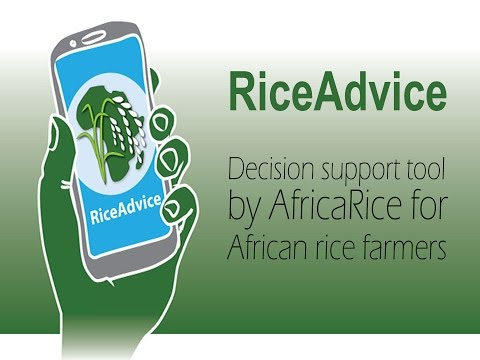 RiceAdvice
Decision support tool
by AfricaRice for
African rice farmers
RiceAdvice